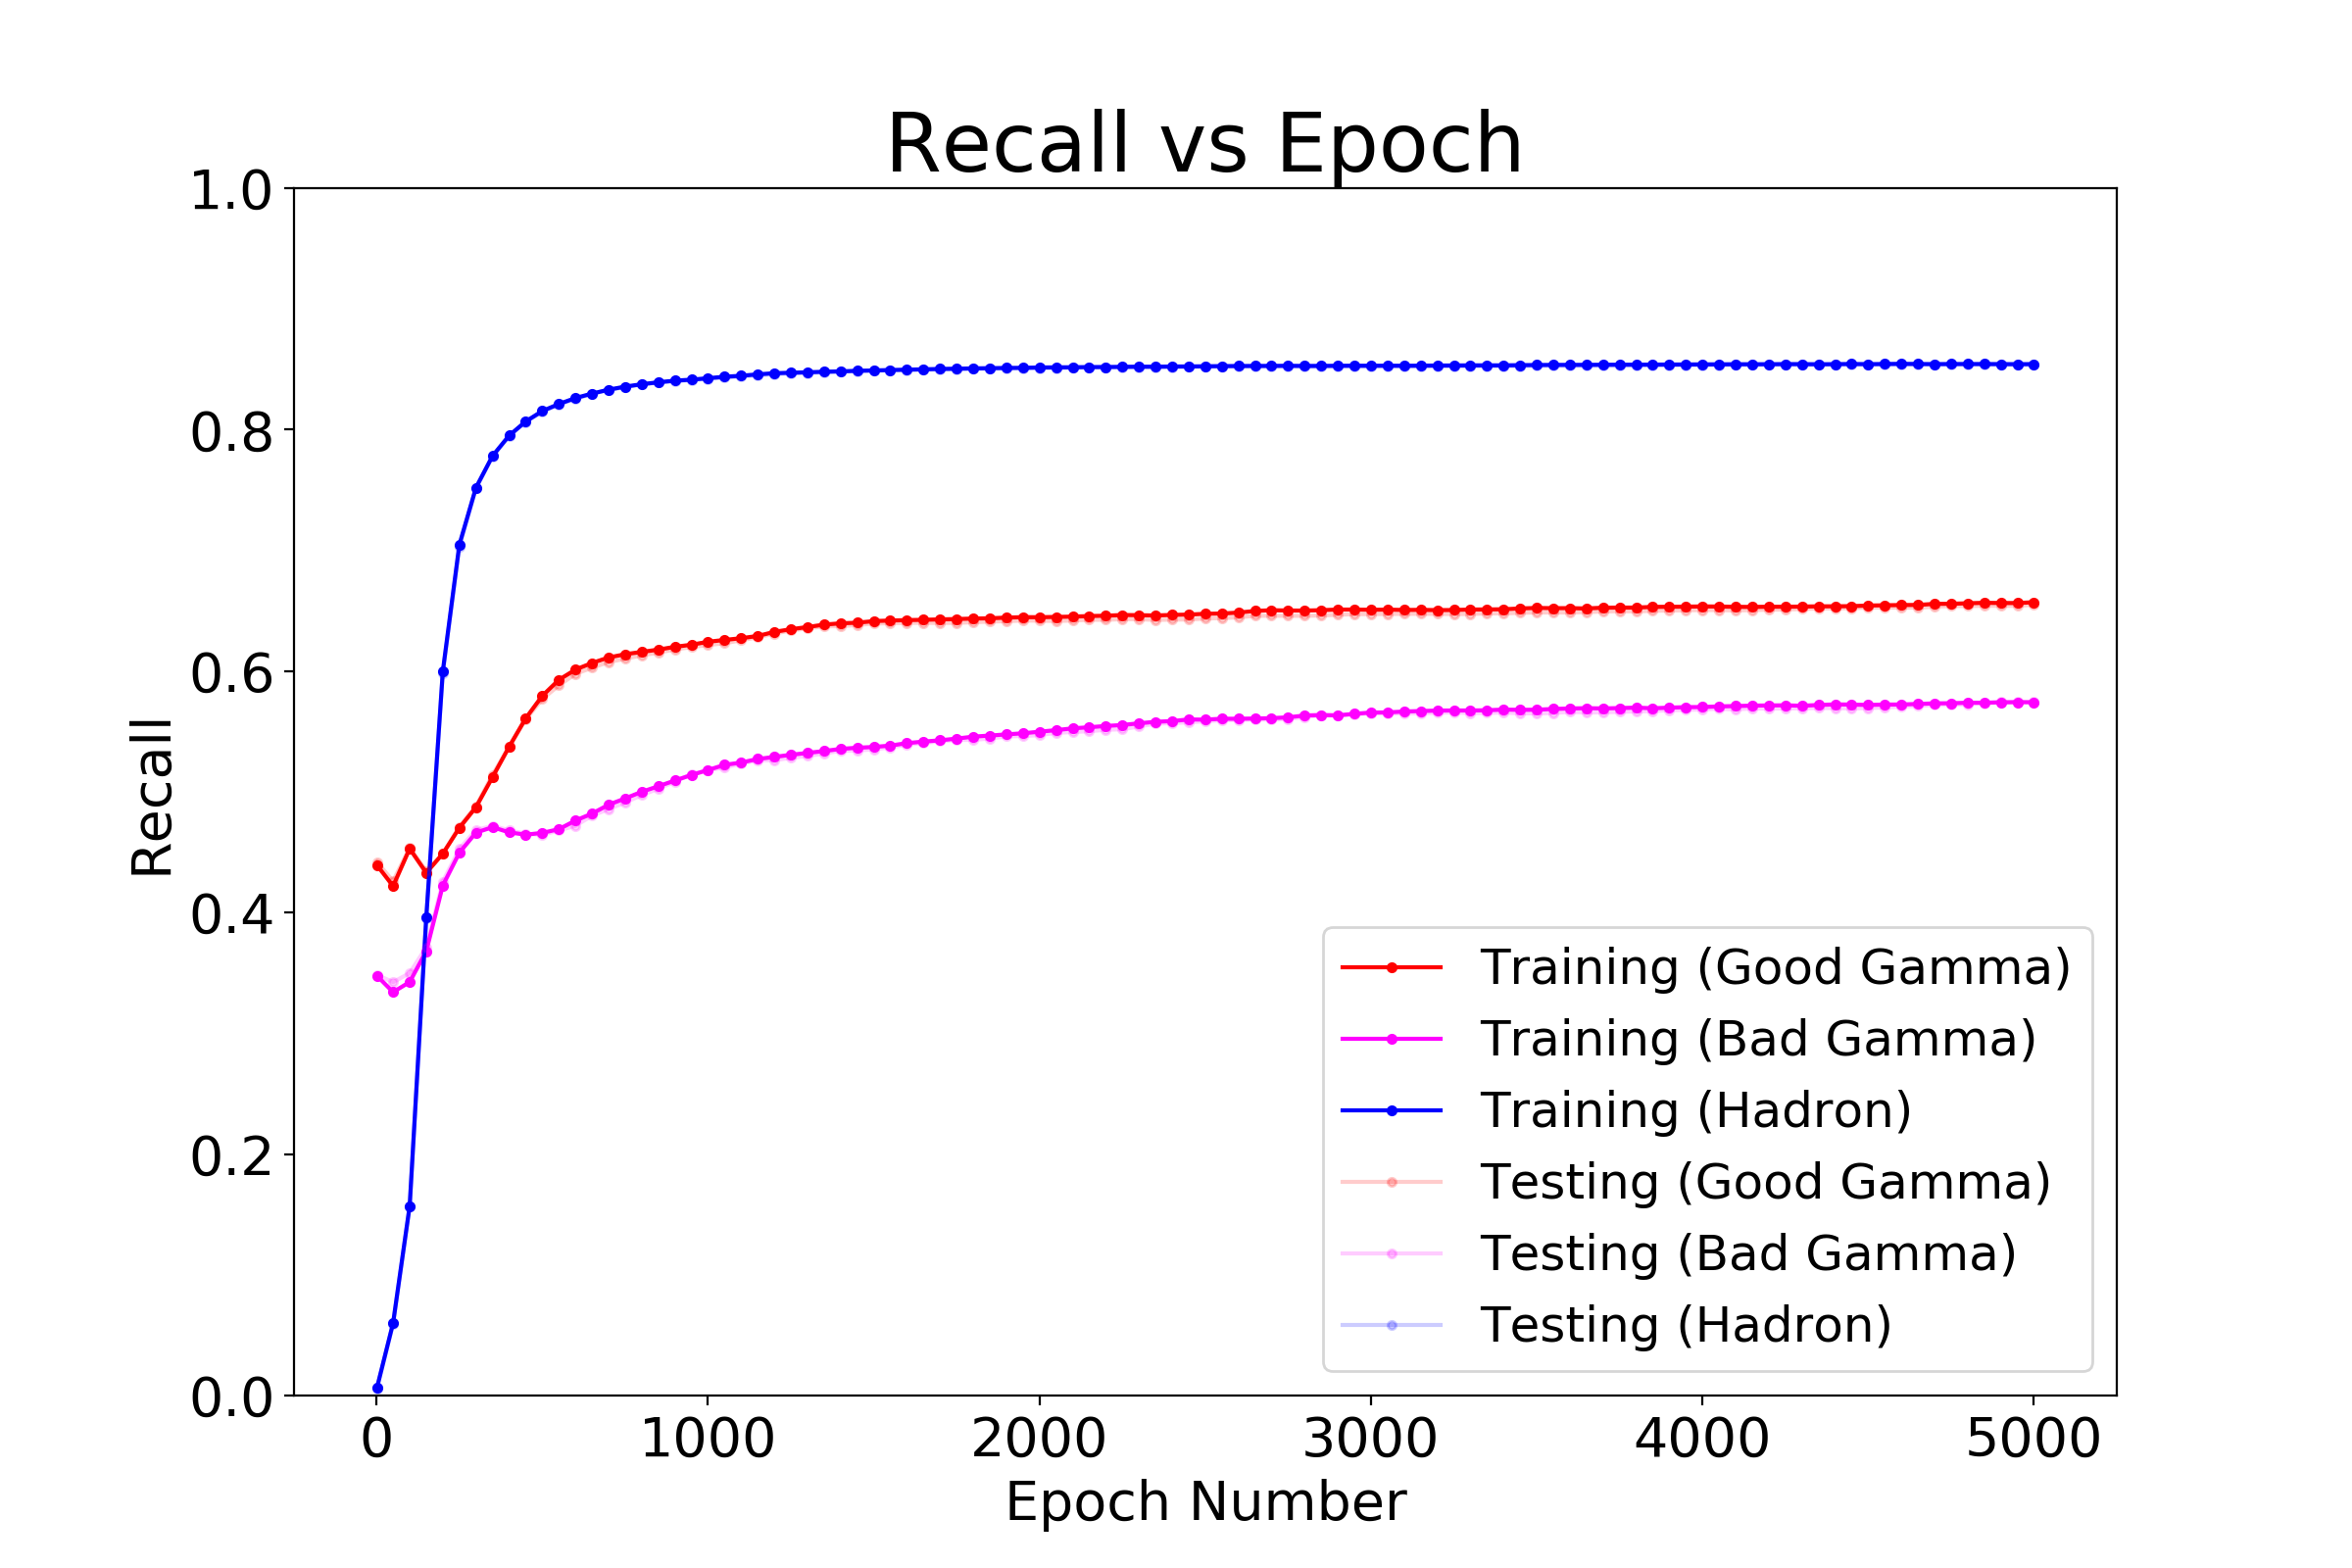 Recall vs Epoch
1.0
0.8
0.6
0.4
0.2
0.0
Recall
0 1000 2000 3000 4000 5000
Epoch Number
Training (Good Gamma)
Training (Bad Gamma)
Training (Hadron)
Testing (Good Gamma)
Testing (Bad Gamma)
Testing (Hadron)